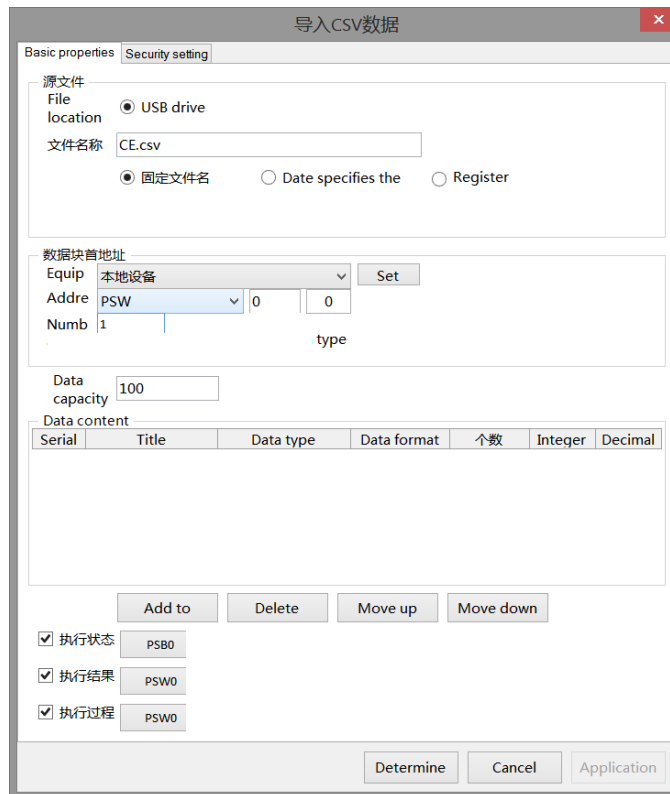 导入CSV数据
Basic properties Security setting
源文件
File
location
USB drive
文件名称 CE.csv
固定文件名 Date specifies the Register
数据块首地址
Equip 本地设备 Set
Addre PSW 0 0
Numb 1
type
Data
capacity
100
Data content
Serial Title Data type Data format 个数 Integer Decimal
Add to Delete Move up Move down
执行状态 PSB0
执行结果 PSW0
执行过程 PSW0
Determine Cancel Application